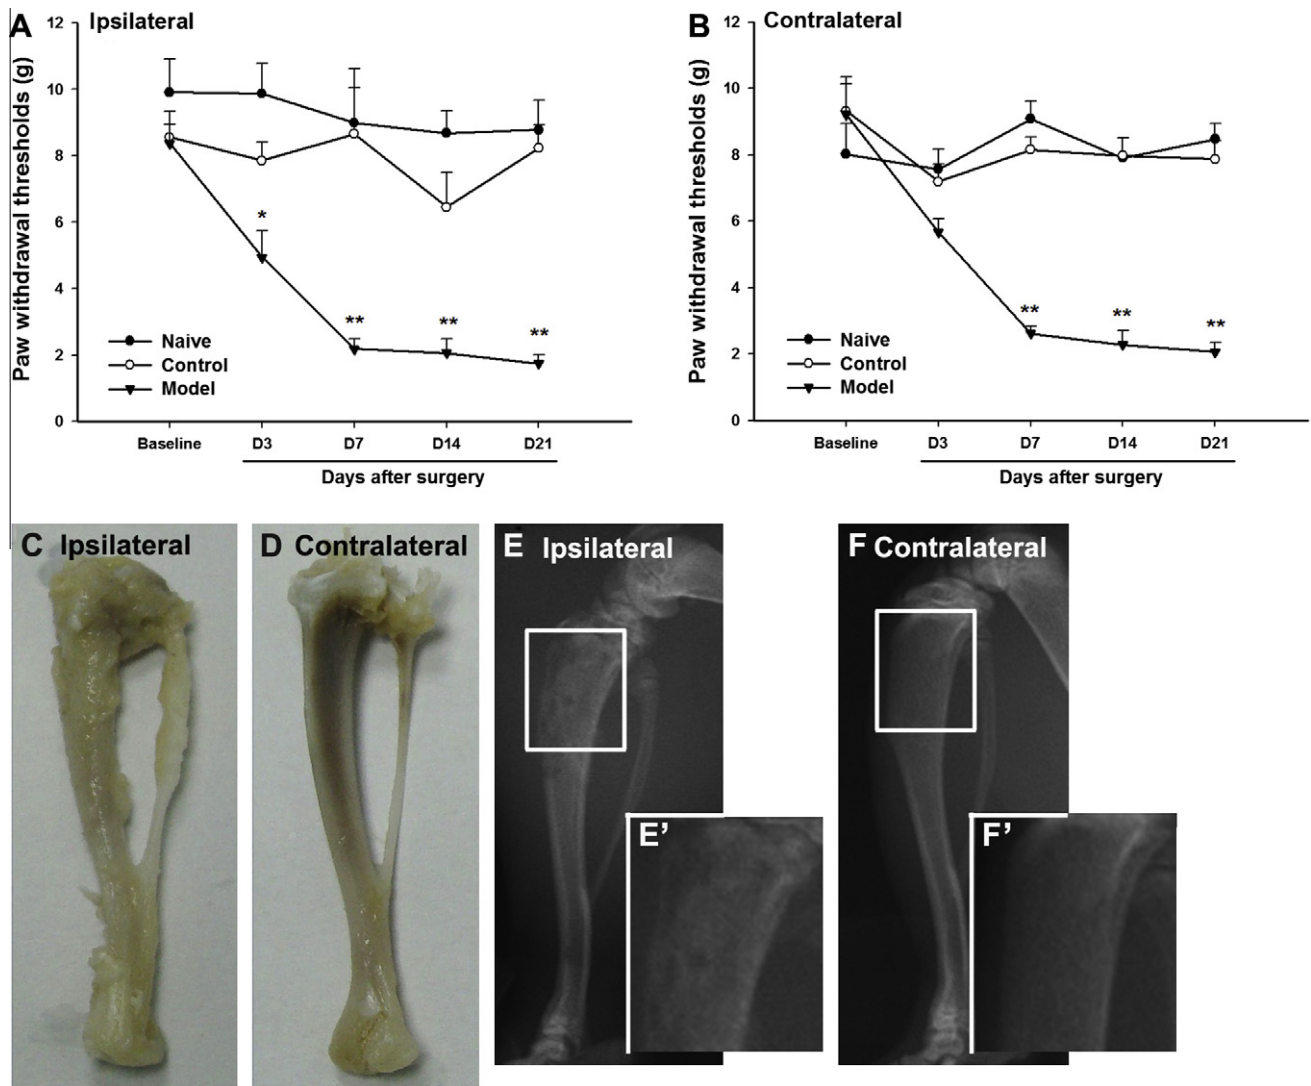 A
Ipsilateral
Paw withdrawal thresholds (g)
12
10
8
6
4
2
0
*
**
**
**
Naive
Control
Model
Baseline
D3
D7
D14
D21
Days after surgery
B
Contralateral
Paw withdrawal thresholds (g)
12
10
8
6
4
2
0
**
**
**
Naive
Control
Model
Baseline
D3
D7
D14
D21
Days after surgery
C Ipsilateral
D Contralateral
E Ipsilateral
F Contralateral
E’
F’